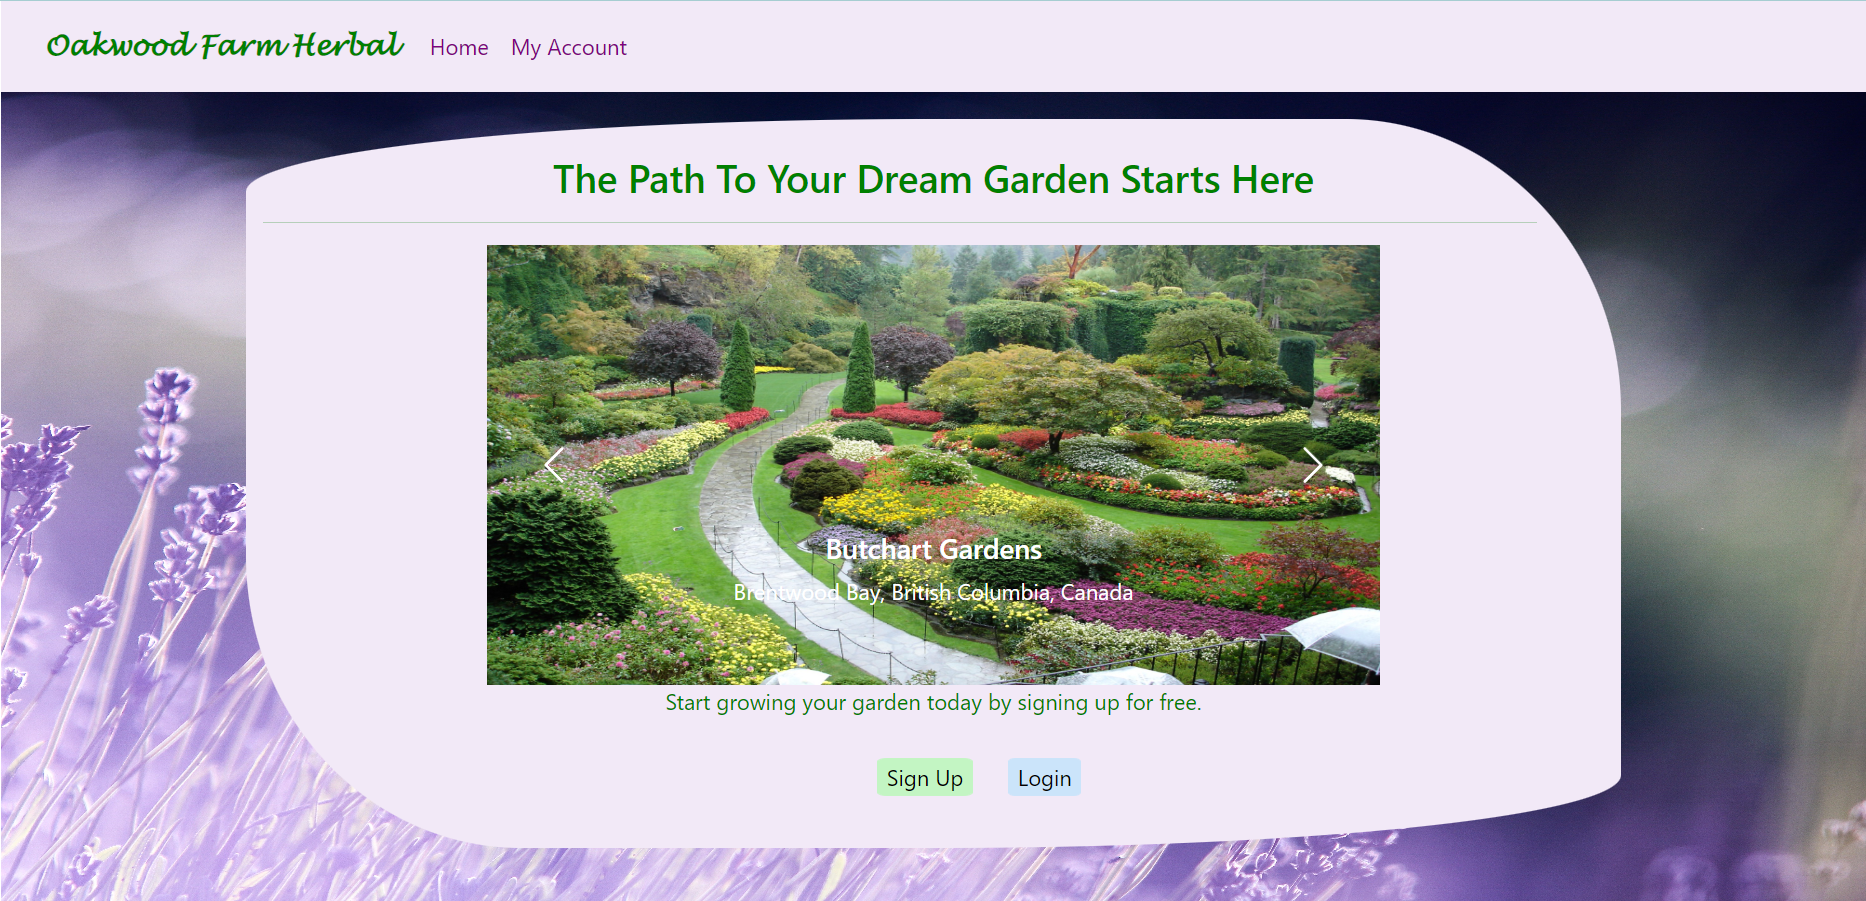 Oakwood Farm Herbal Home My Account
The Path To Your Dream Garden Starts Here
Butchart Gardens
Brentwood Bay, British Columbia, Canada
Start growing your garden today by signing up for free.
Sign Up Login